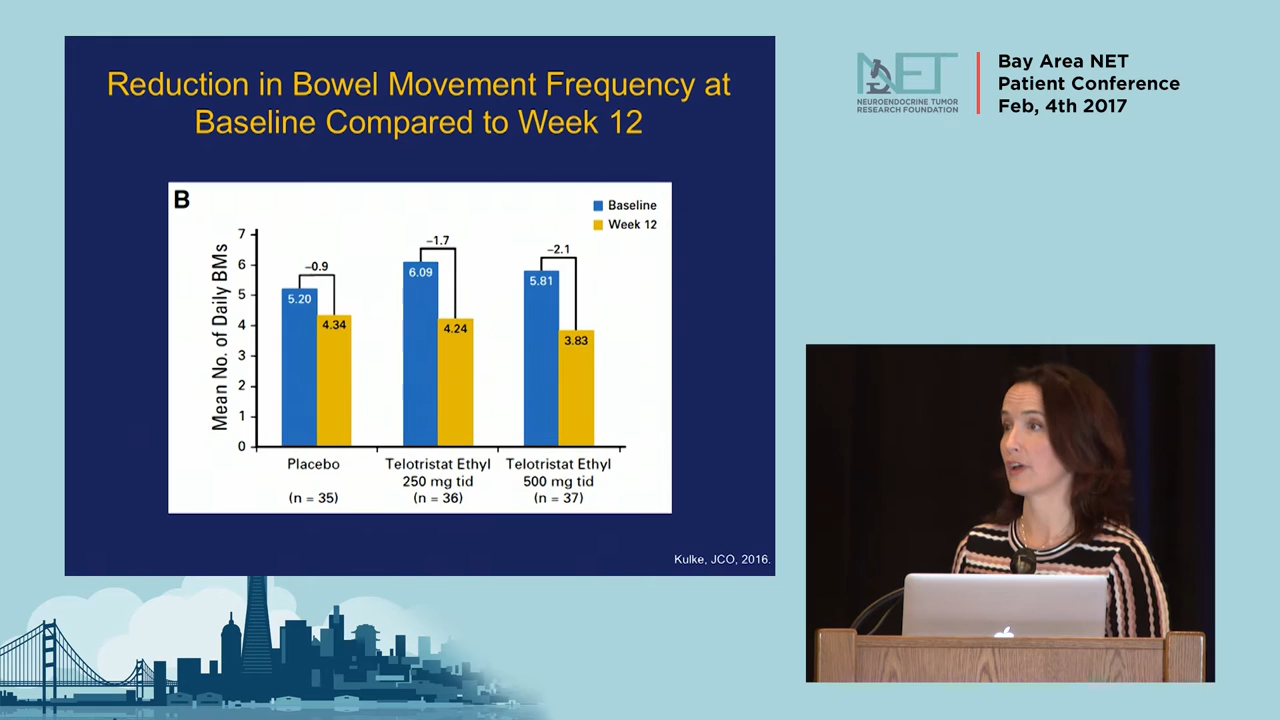 Reduction in Bowel Movement Frequency at
Baseline Compared to Week 12
B
Baseline
Week 12
Mean No. of Daily BMs
7
6
5
4
3
2
1
0
–0.9
5.20
4.34
–1.7
6.09
4.24
–2.1
5.81
3.83
Placebo
(n = 35)
Telotristat Ethyl
250 mg tid
(n = 36)
Telotristat Ethyl
500 mg tid
(n = 37)
Kulke, JCO, 2016.
NET
NEUROENDOCRINE TUMOR
RESEARCH FOUNDATION
Bay Area NET
Patient Conference
Feb, 4th 2017